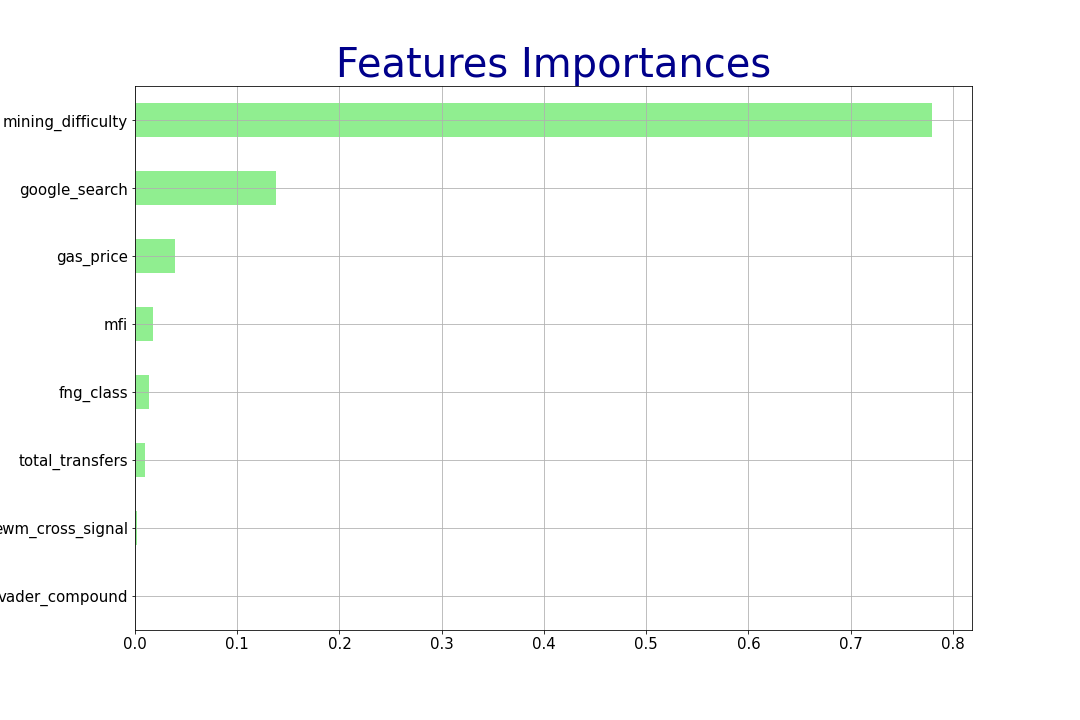 Features Importances
mining_difficulty
google_search
gas_price
mfi
fng_class
total_transfers
ewm_cross_signal
vader_compound
0.0 0.1 0.2 0.3 0.4 0.5 0.6 0.7 0.8